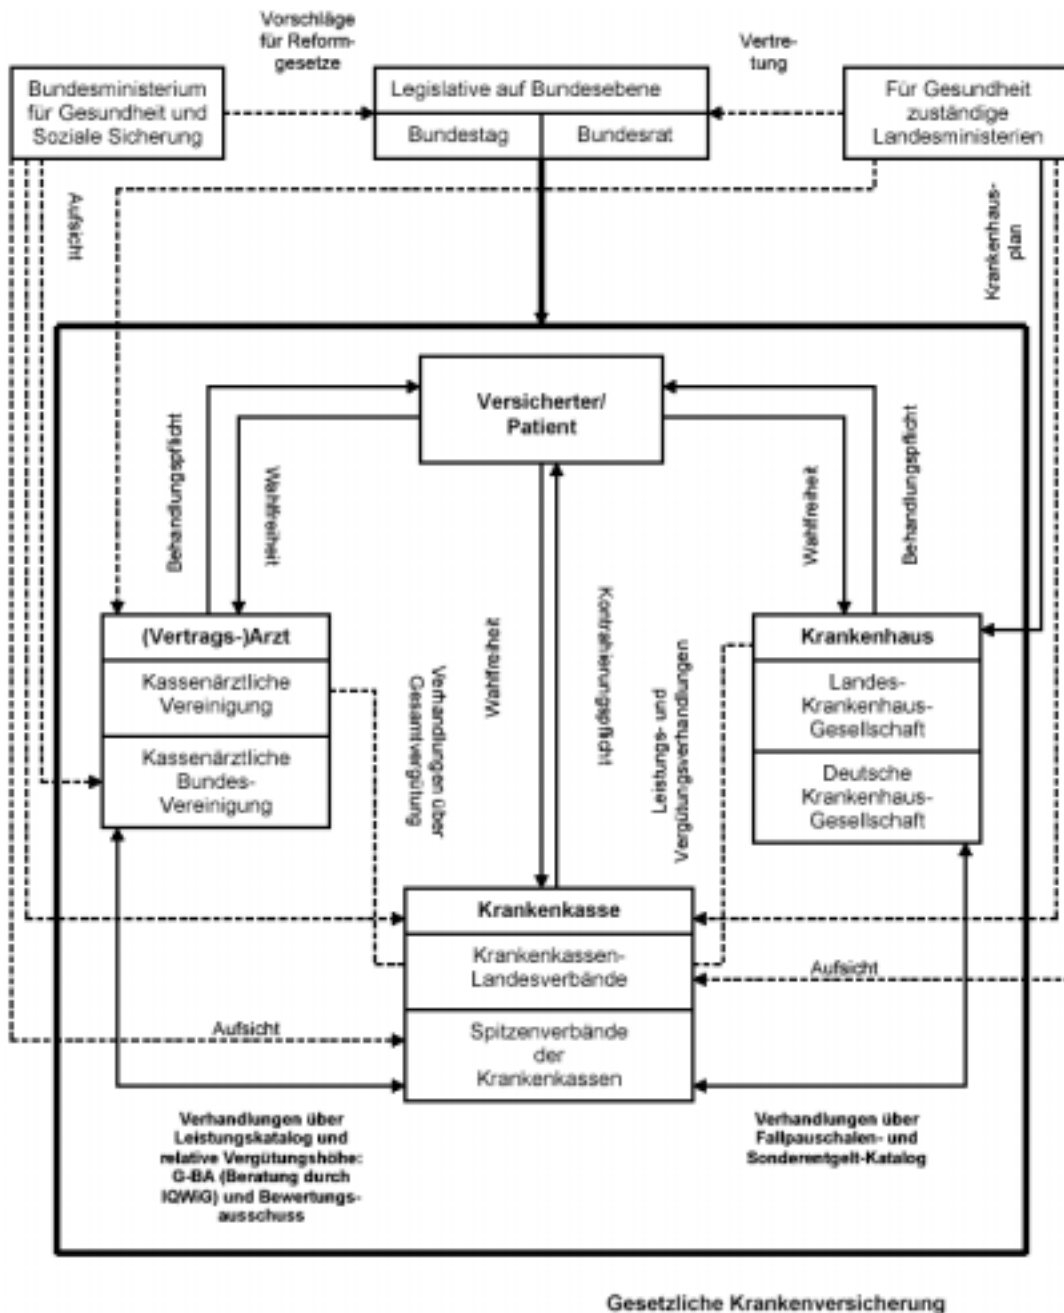 Vorschläge
für Reform-
gesetze
Vertre-
tung
Bundesministerium
für Gesundheit und
Soziale Sicherung
Legislative auf Bundesebene
Bundestag
Bundesrat
Für Gesundheit
zuständige
Landesministerien
Aufsicht
Krankenhaus-
plan
Versicherter/
Patient
Behandlungspflicht
Wahlfreiheit
Wahlfreiheit
Behandlungspflicht
(Vertrags-)Arzt
Kassenärztliche
Vereinigung
Kassenärztliche
Bundes-
Vereinigung
Verhandlungen über
Gesamtvergütung
Wahlfreiheit
Kontrahierungspflicht
Leistungs- und
Vergütungsverhandlungen
Krankenhaus
Landes-
Krankenhaus-
Gesellschaft
Deutsche
Krankenhaus-
Gesellschaft
Krankenkasse
Krankenkassen-
Landesverbände
Spitzenverbände
der
Krankenkassen
Aufsicht
Aufsicht
Verhandlungen über
Leistungskatalog und
relative Vergütungshöhe:
G-BA (Beratung durch
IQWiG) und Bewertungs-
ausschuss
Verhandlungen über
Fallpauschalen- und
Sonderentgelt-Katalog
Gesetzliche Krankenversicherung